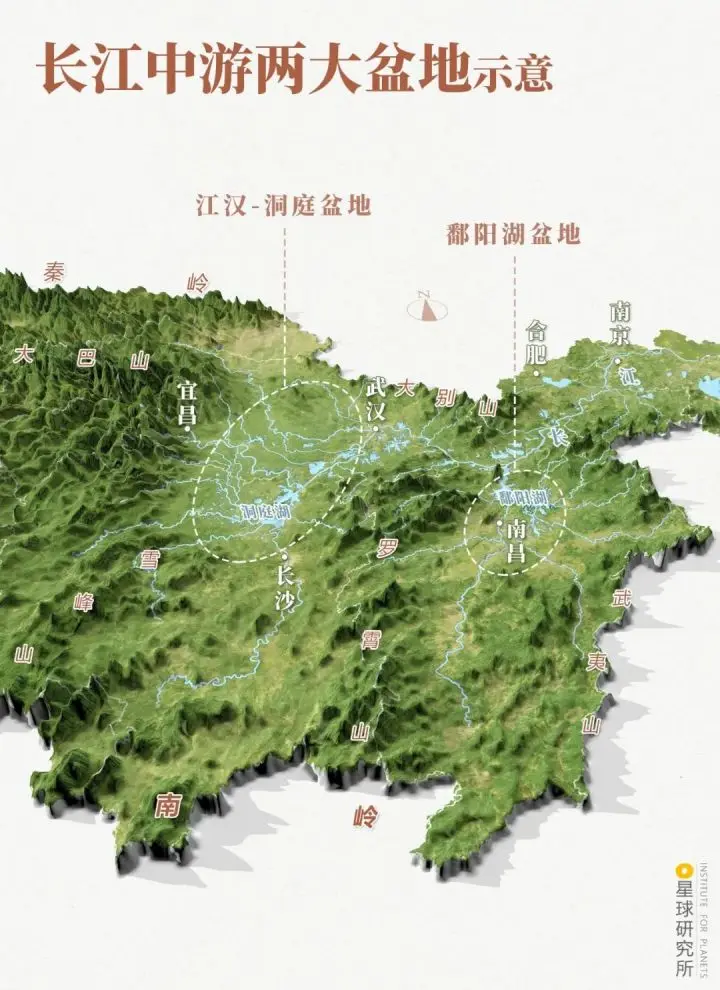 长江中游两大盆地示意
江汉-洞庭盆地
鄱阳湖盆地
秦岭
N
南京
合肥
大巴山
宜昌
武汉
大别山
长江
洞庭湖
鄱阳湖
南昌
长沙
雪峰山
罗霄山
武夷山
南岭
星球研究所
INSTITUTE FOR PLANETS